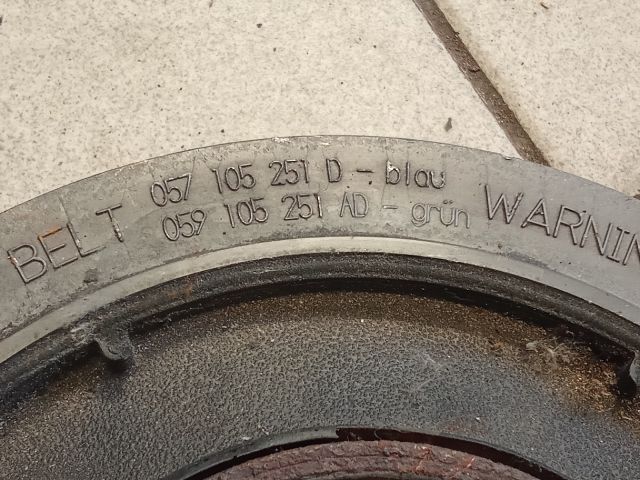 BELT
057 105 251 D - blau
059 105 251 AD - grün
WARNIN